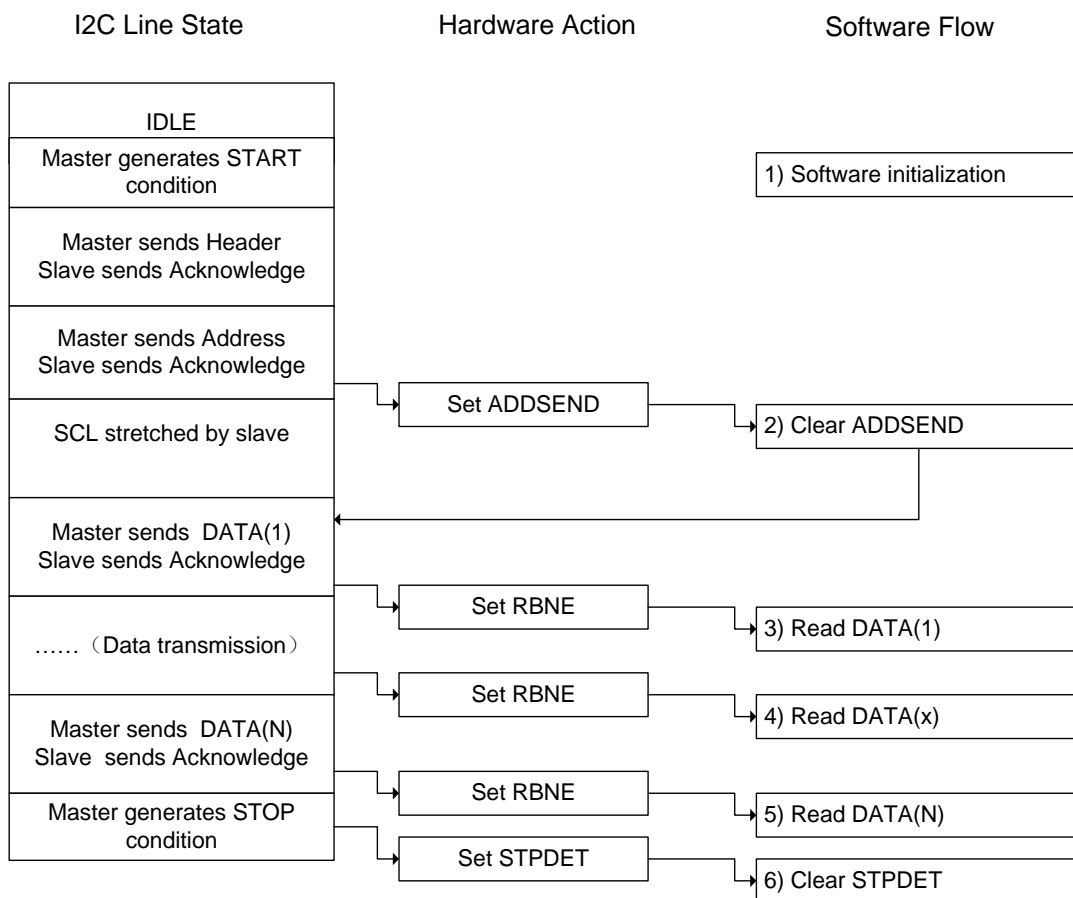 I2C Line State
Hardware Action
Software Flow
IDLE
Master generates START
condition
1) Software initialization
Master sends Header
Slave sends Acknowledge
Master sends Address
Slave sends Acknowledge
Set ADDSEND
2) Clear ADDSEND
SCL stretched by slave
Master sends DATA(1)
Slave sends Acknowledge
Set RBNE
3) Read DATA(1)
……（Data transmission）
Set RBNE
4) Read DATA(x)
Master sends DATA(N)
Slave sends Acknowledge
Set RBNE
5) Read DATA(N)
Master generates STOP
condition
Set STPDET
6) Clear STPDET